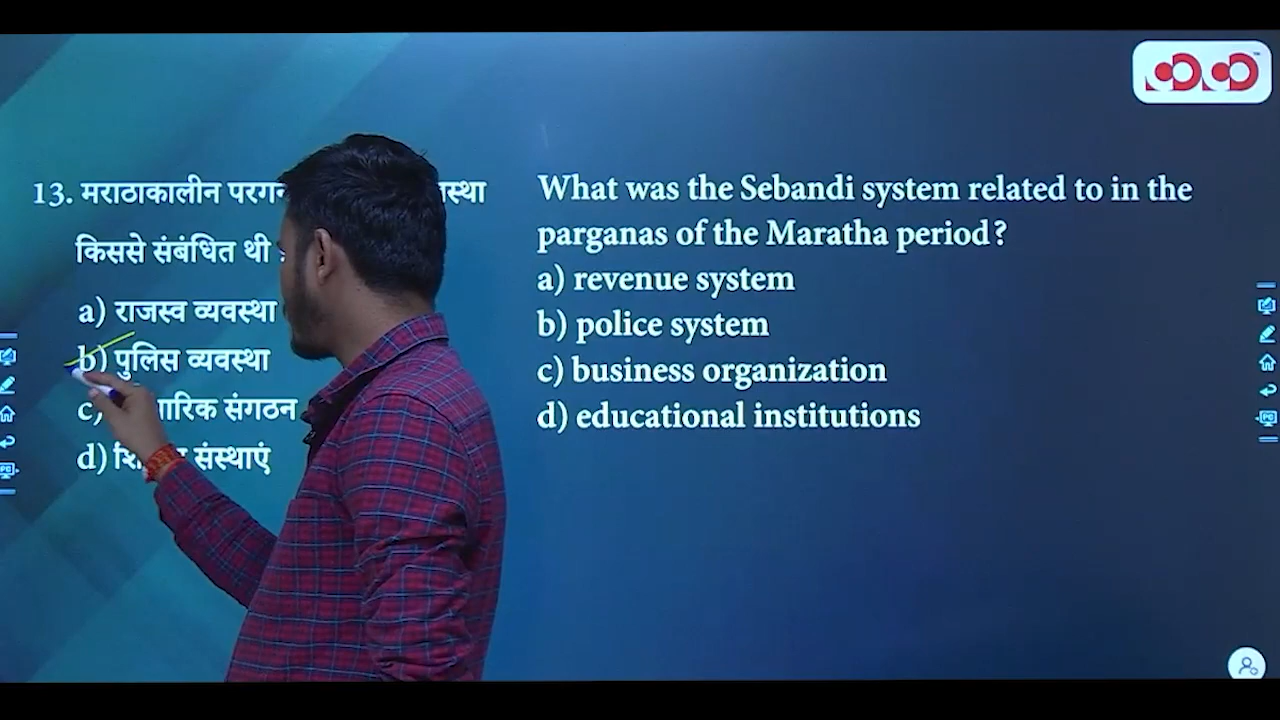 13. मराठाकालीन
किससे संबंधित थी
a) राजस्व व्यवस्था
b) पुलिस व्यवस्था
c) संगठन
d) संस्थाएं
What was the Sebandi system related to in the
parganas of the Maratha period?
a) revenue system
b) police system
c) business organization
d) educational institutions